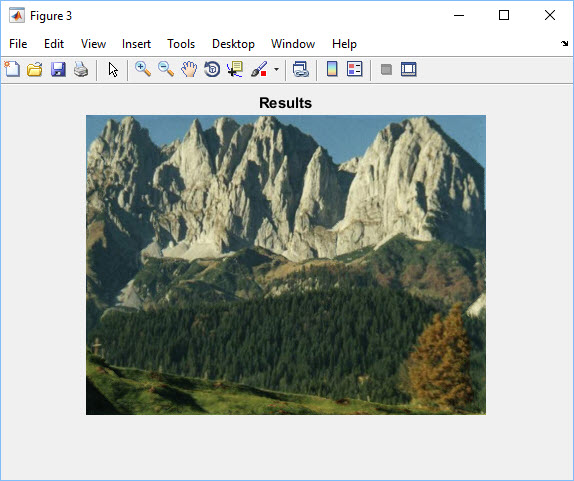 Figure 3
File Edit View Insert Tools Desktop Window Help
Results